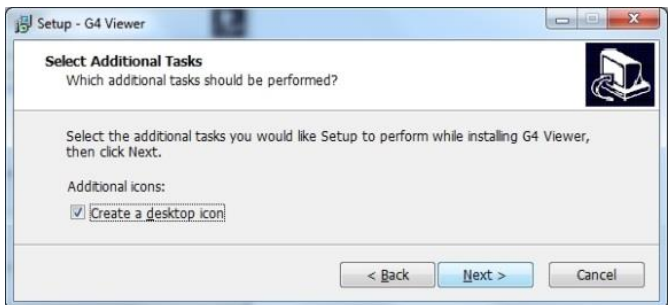 Setup - G4 Viewer
Select Additional Tasks
Which additional tasks should be performed?
Select the additional tasks you would like Setup to perform while installing G4 Viewer,
then click Next.
Additional icons:
Create a desktop icon
< Back Next > Cancel